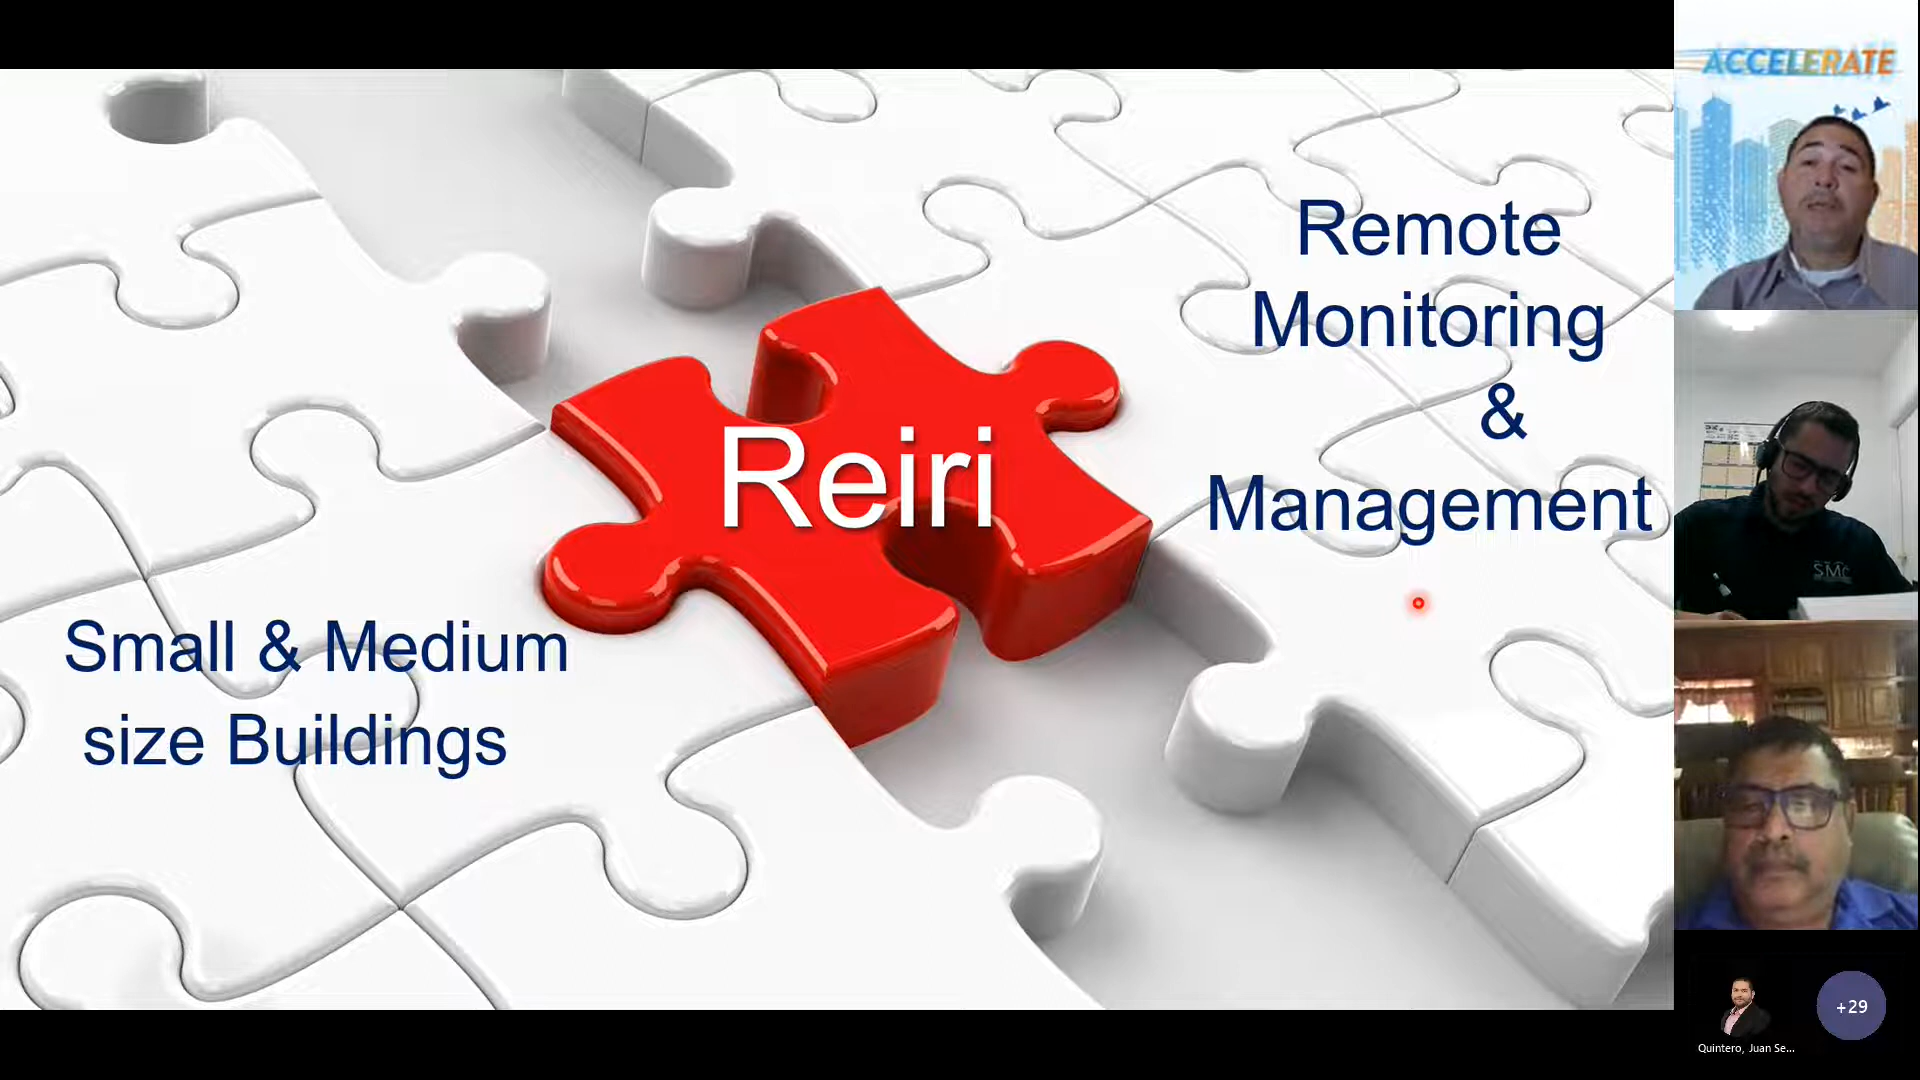 ACCELERATE
Remote
Monitoring
&
Management
Reiri
Small & Medium
size Buildings
SMC
+29
Quintero, Juan Se...